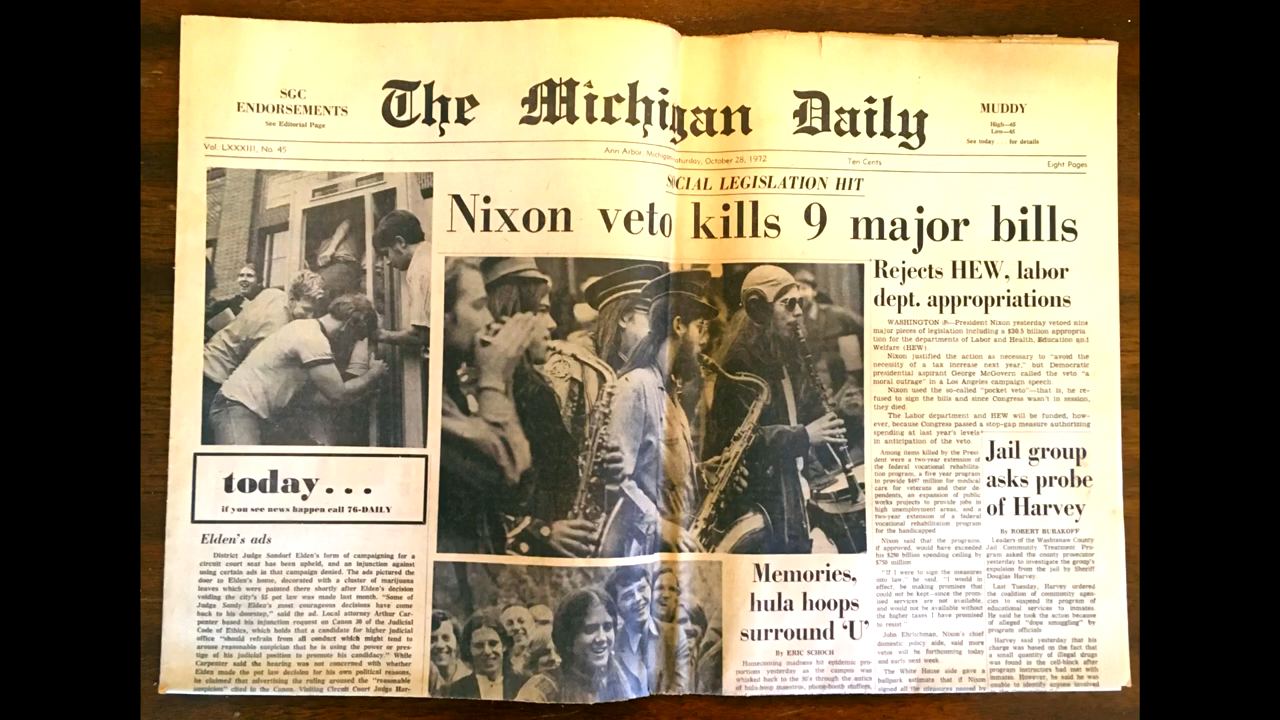 SGC
ENDORSEMENTS
See Editorial Page
The Michigan Daily
MUDDY
High—45
Low—
See today . . . for details
Vol. LXXXIII, No. 45
Ann Arbor, Michigan Saturday, October 28, 1972
Ten Cents
Eight Pages
SOCIAL LEGISLATION HIT
Nixon veto kills 9 major bills
Rejects HEW, labor
dept. appropriations
WASHINGTON —President Nixon yesterday vetoed nine
major pieces of legislation including a $30.5 billion appropria-
tion for the departments of Labor and Health, Education and
Welfare (HEW)
Nixon justified the action as necessary to "avoid the
necessity of a tax increase next year," but Democratic
presidential aspirant George McGovern called the veto "a
moral outrage" in a Los Angeles campaign speech
Nixon used the so-called "pocket veto"—that is, he re-
fused to sign the bills and since Congress wasn't in session,
they died
The Labor department and HEW will be funded, how-
ever, because Congress passed a stop-gap measure authorizing
spending at last year's levels
in anticipation of the veto
Among items killed by the Presi-
dent were a two-year extension of
the federal vocational rehabilita-
tion program, a five year program
to provide $897 million for medical
care for veterans and their de-
pendents, an expansion of public
works projects to provide jobs in
high unemployment areas, and a
two-year extension of a federal
vocational rehabilitation program
for the handicapped
Nixon said that the programs,
if approved, would have exceeded
his $250 billion spending ceiling by
$750 million
"If I were to sign the measures
into law," he said, "I would in
effect, be making promises that
could not be kept—since the prom-
ised services are not available,
and would not be available without
the higher taxes I have promised
to resist"
John Ehrlichman, Nixon's chief
domestic policy aide, said more
vetos will be forthcoming today
and early next week
The White House side gave a
ballpark estimate that if Nixon
signed all the measures passed by
Jail group
asks probe
of Harvey
By ROBERT BURAKOFF
Leaders of the Washtenaw County
Jail Community Treatment Pro-
gram asked the county prosecutor
yesterday to investigate the group's
expulsion from the jail by Sheriff
Douglas Harvey.
Last Tuesday, Harvey ordered
the coalition of community agen-
cies to suspend its program of
educational services to inmates.
He said he took the action because
of alleged "dope smuggling" by
program officials
Harvey said yesterday that his
charge was based on the fact that
a small quantity of illegal drugs
was found in the cell-block after
program instructors had met with
inmates. However, he said he was
unable to identify anyone involved
today...
if you see news happen call 76-DAILY
Elden's ads
District Judge Sandorf Elden's form of campaigning for a
circuit court seat has been upheld, and an injunction against
using certain ads in that campaign denied. The ads pictured the
door to Elden's home, decorated with a cluster of marijuana
leaves which were painted there shortly after Elden's decision
voiding the city's $5 pot law was made last month. "Some of
Judge Sandy Elden's most courageous decisions have come
back to his doorstep," said the ad. Local attorney Arthur Car-
penter based his injunction request on Canon 30 of the Judicial
Code of Ethics, which holds that a candidate for higher judicial
office "should refrain from all conduct which might tend to
arouse reasonable suspicion that he is using the power or pres-
tige of his judicial position to promote his candidacy." While
Carpenter said the hearing was not concerned with whether
Elden made the pot law decision for his own political reasons,
he claimed that advertising the ruling aroused the "reasonable
suspicion" cited in the Canon. Visiting Circuit Court Judge Har-
Memories,
hula hoops
surround 'U'
By ERIC SCHOCH
Homecoming madness hit epidemic pro-
portions yesterday as the campus was
whisked back to the 50's through the antics
of hula-hoop maestros, phone-booth stuffers,